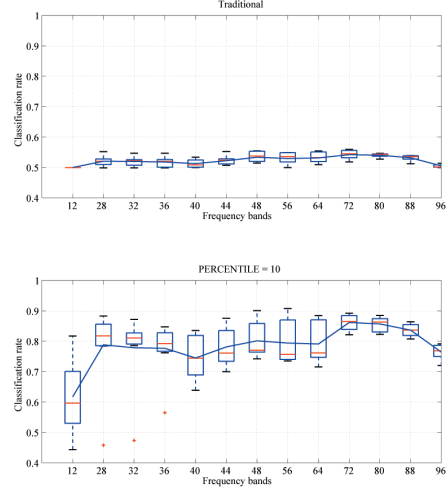 Traditional
1
0.9
0.8
0.7
0.6
0.5
0.4
Classification rate
12 28 32 36 40 44 48 56 64 72 80 88 96
Frequency bands
PERCENTILE = 10
1
0.9
0.8
0.7
0.6
0.5
0.4
Classification rate
12 28 32 36 40 44 48 56 64 72 80 88 96
Frequency bands